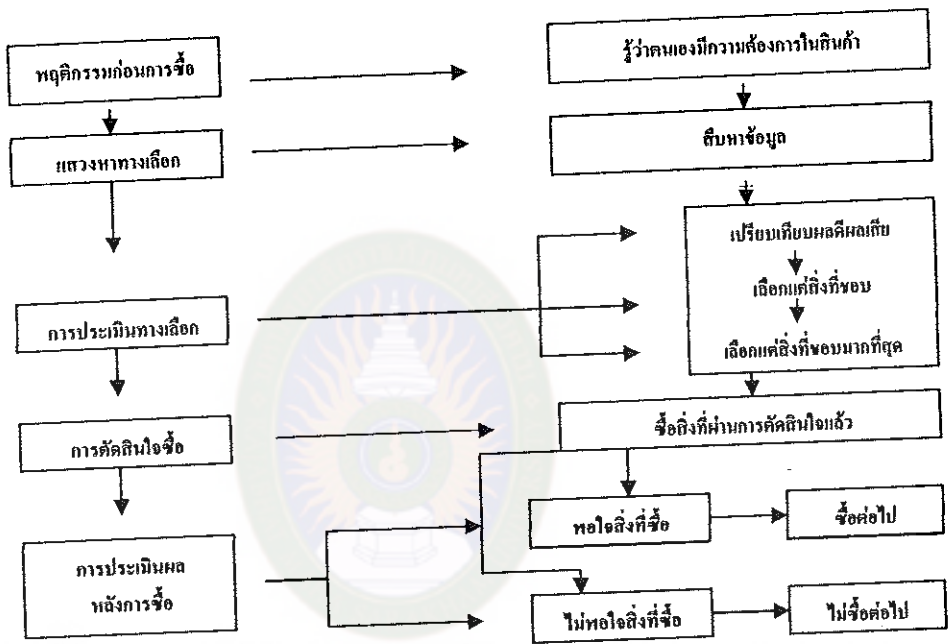 พฤติกรรมก่อนการซื้อ
รู้ว่าตนเองมีความต้องการในสินค้า
แสวงหาทางเลือก
สืบหาข้อมูล
เปรียบเทียบผลดีผลเสีย
เลือกแต่สิ่งที่ชอบ
เลือกแต่สิ่งที่ชอบมากที่สุด
การประเมินทางเลือก
การตัดสินใจซื้อ
ซื้อสิ่งที่ผ่านการตัดสินใจแล้ว
พอใจสิ่งที่ซื้อ
ซื้อต่อไป
การประเมินผล
หลังการซื้อ
ไม่พอใจสิ่งที่ซื้อ
ไม่ซื้อต่อไป